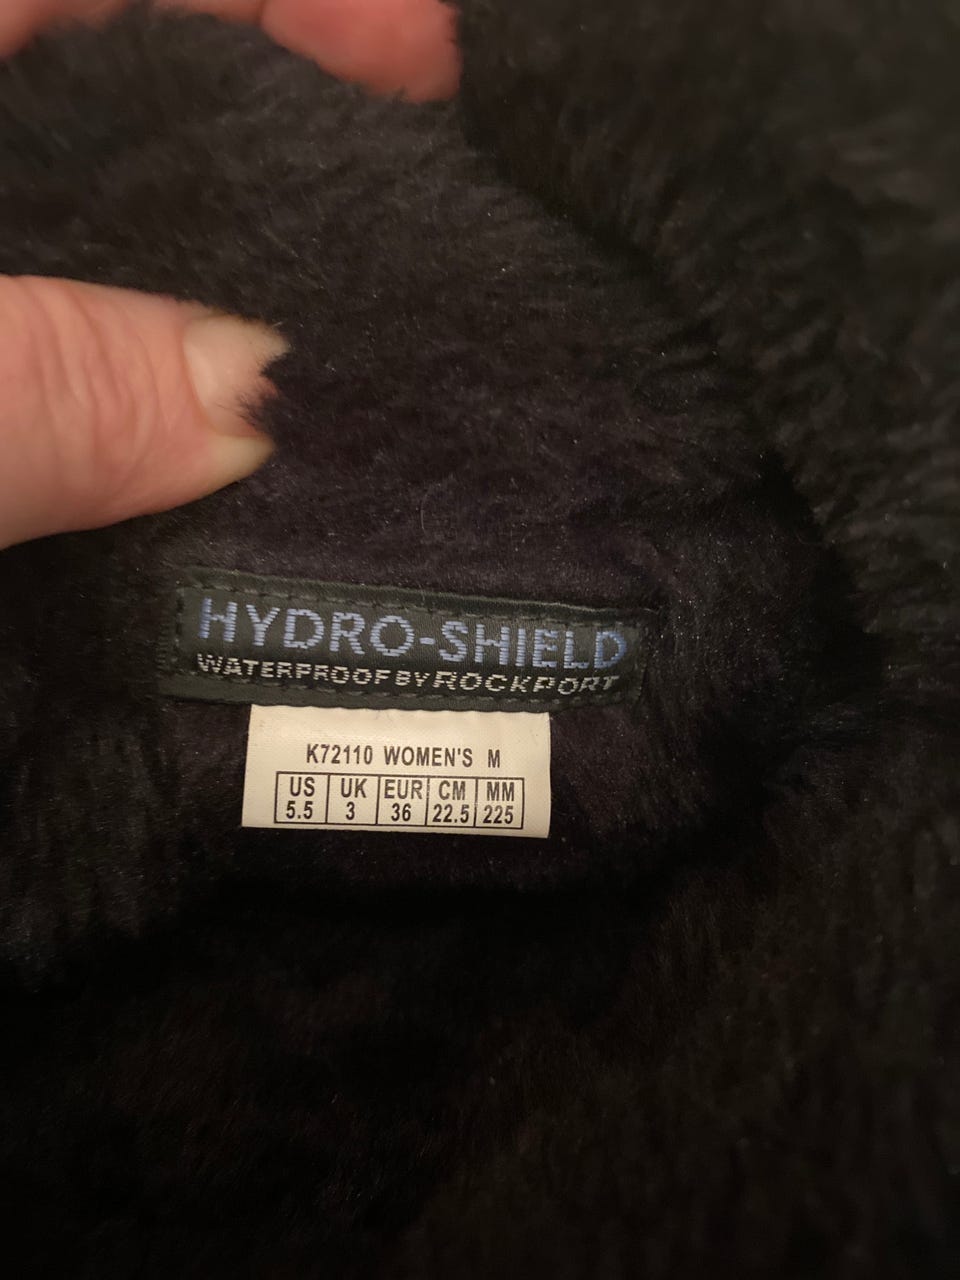 HYDRO-SHIELD
WATERPROOF BY ROCKPORT
K72110 WOMEN'S M
US UK EUR CM MM
5.5 3 36 22.5 225